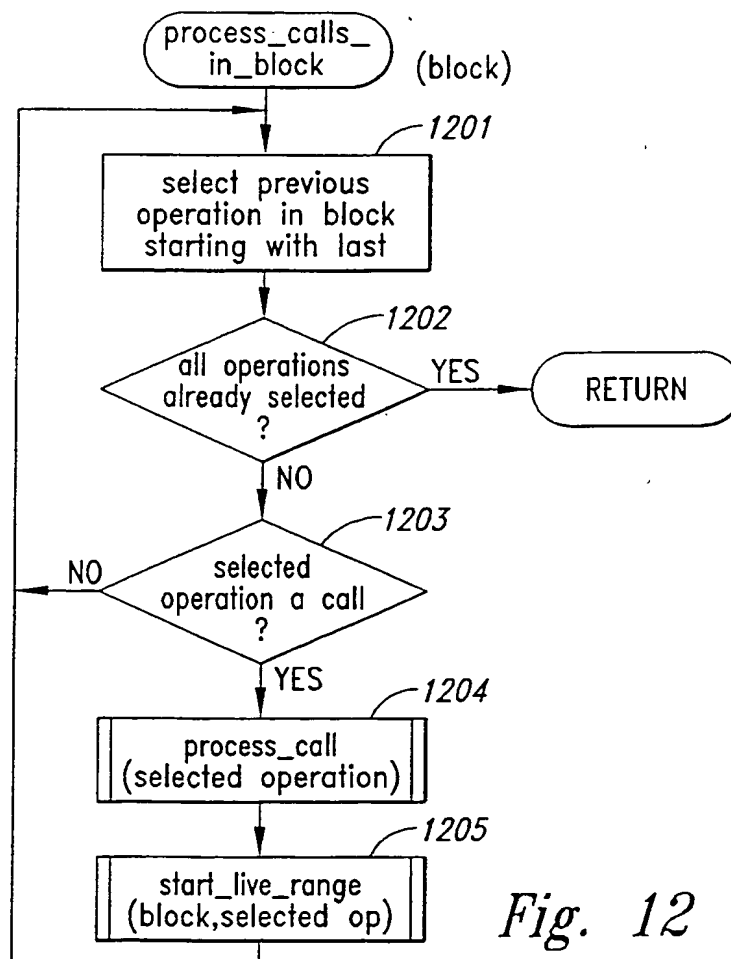 process_calls_
in_block
(block)
1201
select previous
operation in block
starting with last
1202
all operations
already selected
?
YES
RETURN
NO
1203
NO
selected
operation a call
?
YES
1204
process_call
(selected operation)
1205
start_live_range
(block,selected op)
Fig. 12